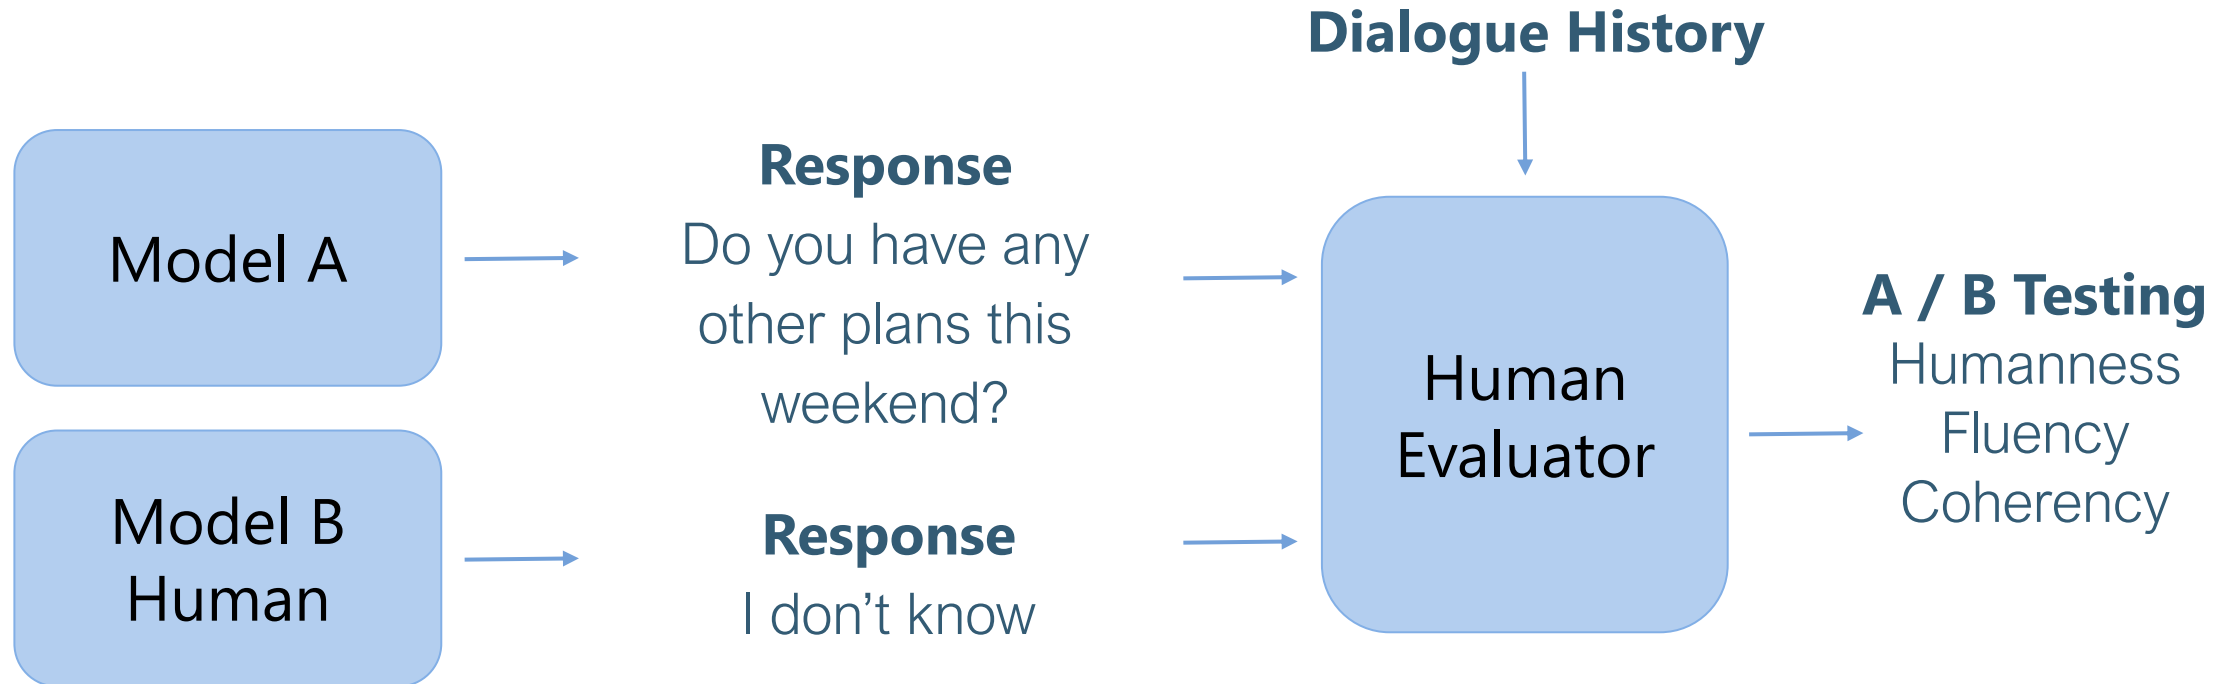 Dialogue History
Model A
Response
Do you have any
other plans this
weekend?
Model B
Human
Response
I don’t know
Human
Evaluator
A / B Testing
Humanness
Fluency
Coherency